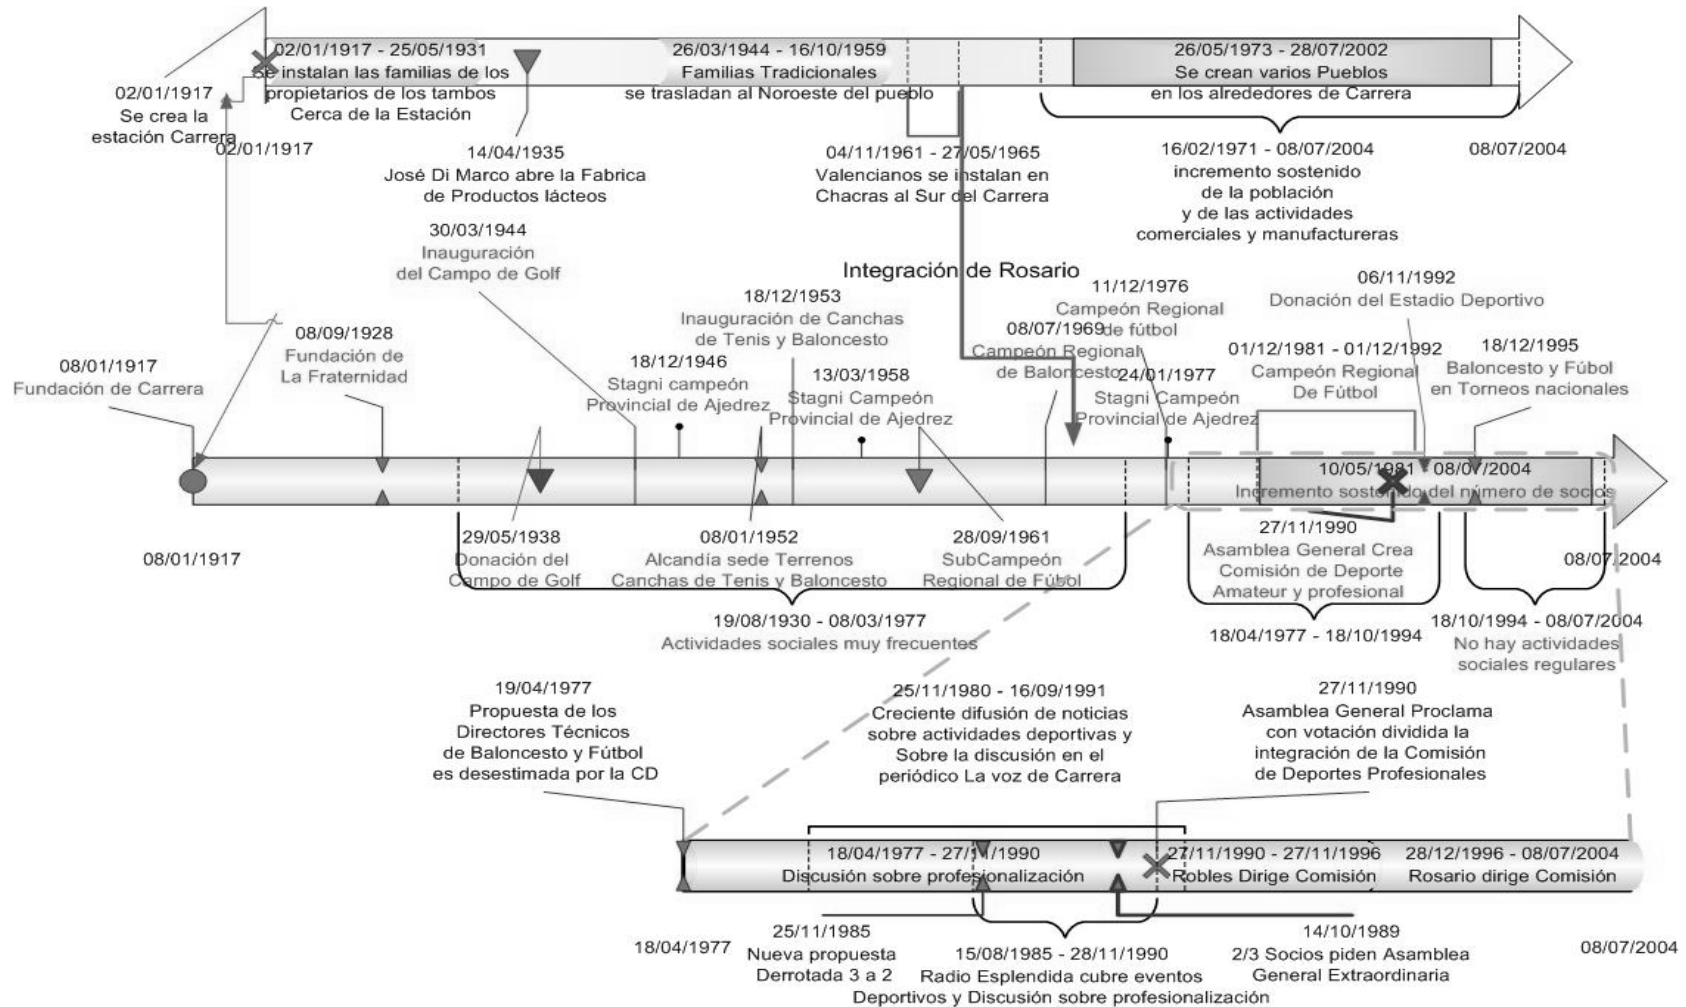 02/01/1917 - 25/05/1931
Se instalan las familias de los
propietarios de los tambos
Cerca de la Estación
26/03/1944 - 16/10/1959
Familias Tradicionales
se trasladan al Noroeste del pueblo
26/05/1973 - 28/07/2002
Se crean varios Pueblos
en los alrededores de Carrera
02/01/1917
Se crea la
estación Carrera
02/01/1917
14/04/1935
José Di Marco abre la Fabrica
de Productos lácteos
04/11/1961 - 27/05/1965
Valencianos se instalan en
Chacras al Sur del Carrera
16/02/1971 - 08/07/2004
incremento sostenido
de la población
y de las actividades
comerciales y manufactureras
08/07/2004
30/03/1944
Inauguración
del Campo de Golf
Integración de Rosario
08/01/1917
Fundación de Carrera
08/09/1928
Fundación de
La Fraternidad
18/12/1946
Stagni campeón
Provincial de Ajedrez
18/12/1953
Inauguración de Canchas
de Tenis y Baloncesto
13/03/1958
Stagni Campeón
Provincial de Ajedrez
08/07/1969
Campeón Regional
de Baloncesto
11/12/1976
Campeón Regional
de fútbol
24/01/1977
Stagni Campeón
Provincial de Ajedrez
06/11/1992
Donación del Estadio Deportivo
01/12/1981 - 01/12/1992
Campeón Regional
De Fútbol
18/12/1995
Baloncesto y Fúbol
en Torneos nacionales
10/05/1981 - 08/07/2004
Incremento sostenido del número de socios
08/01/1917
29/05/1938
Donación del
Campo de Golf
08/01/1952
Alcandía sede Terrenos
Canchas de Tenis y Baloncesto
28/09/1961
SubCampeón
Regional de Fúbol
27/11/1990
Asamblea General Crea
Comisión de Deporte
Amateur y profesional
08/07/2004
19/08/1930 - 08/03/1977
Actividades sociales muy frecuentes
18/04/1977 - 18/10/1994
18/10/1994 - 08/07/2004
No hay actividades
sociales regulares
19/04/1977
Propuesta de los
Directores Técnicos
de Baloncesto y Fútbol
es desestimada por la CD
25/11/1980 - 16/09/1991
Creciente difusión de noticias
sobre actividades deportivas y
Sobre la discusión en el
periódico La voz de Carrera
27/11/1990
Asamblea General Proclama
con votación dividida la
integración de la Comisión
de Deportes Profesionales
18/04/1977 - 27/11/1990
Discusión sobre profesionalización
27/11/1990 - 27/11/1996
Robles Dirige Comisión
28/12/1996 - 08/07/2004
Rosario dirige Comisión
18/04/1977
25/11/1985
Nueva propuesta
Derrotada 3 a 2
15/08/1985 - 28/11/1990
Radio Esplendida cubre eventos
Deportivos y Discusión sobre profesionalización
14/10/1989
2/3 Socios piden Asamblea
General Extraordinaria
08/07/2004